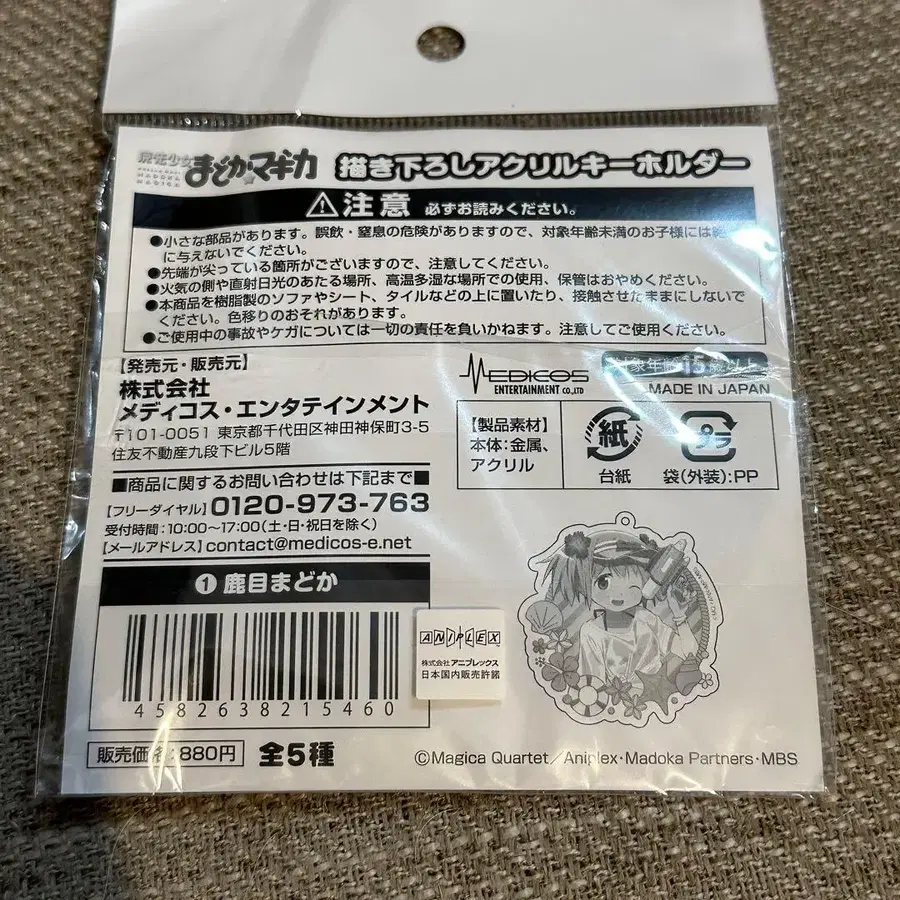 魔法少女まどか☆マギカ 描き下ろしアクリルキーホルダー
PUELLA MAGI MADOKA MAGICA
注意 必ずお読みください。
●小さな部品があります。誤飲・窒息の危険がありますので、対象年齢未満のお子様には絶対
に与えないでください。
●先端が尖っている箇所がございますので、注意してください。
●火気の側や直射日光のあたる場所、高温多湿な場所での使用、保管はおやめください。
●本商品を樹脂製のソファやシート、タイルなどの上に置いたり、接触させたままにしないで
ください。色移りのおそれがあります。
●ご使用中の事故やケガについては一切の責任を負いかねます。注意してご使用ください。
【発売元・販売元】
株式会社
メディコス・エンタテインメント
〒101-0051 東京都千代田区神田神保町3-5
住友不動産九段下ビル5階
■商品に関するお問い合わせは下記まで■
【フリーダイヤル】0120-973-763
受付時間:10:00〜17:00(土・日・祝日を除く)
【メールアドレス】contact@medicos-e.net
MEDICOS
ENTERTAINMENT CO.,LTD
対象年齢15歳以上
MADE IN JAPAN
【製品素材】
本体:金属、
アクリル
紙
台紙
プラ
袋(外装):PP
1 鹿目まどか
4582638215460
ANIPLEX
株式会社アニプレックス
日本国内販売許諾
販売価格:880円 全5種
©Magica Quartet/Aniplex・Madoka Partners・MBS